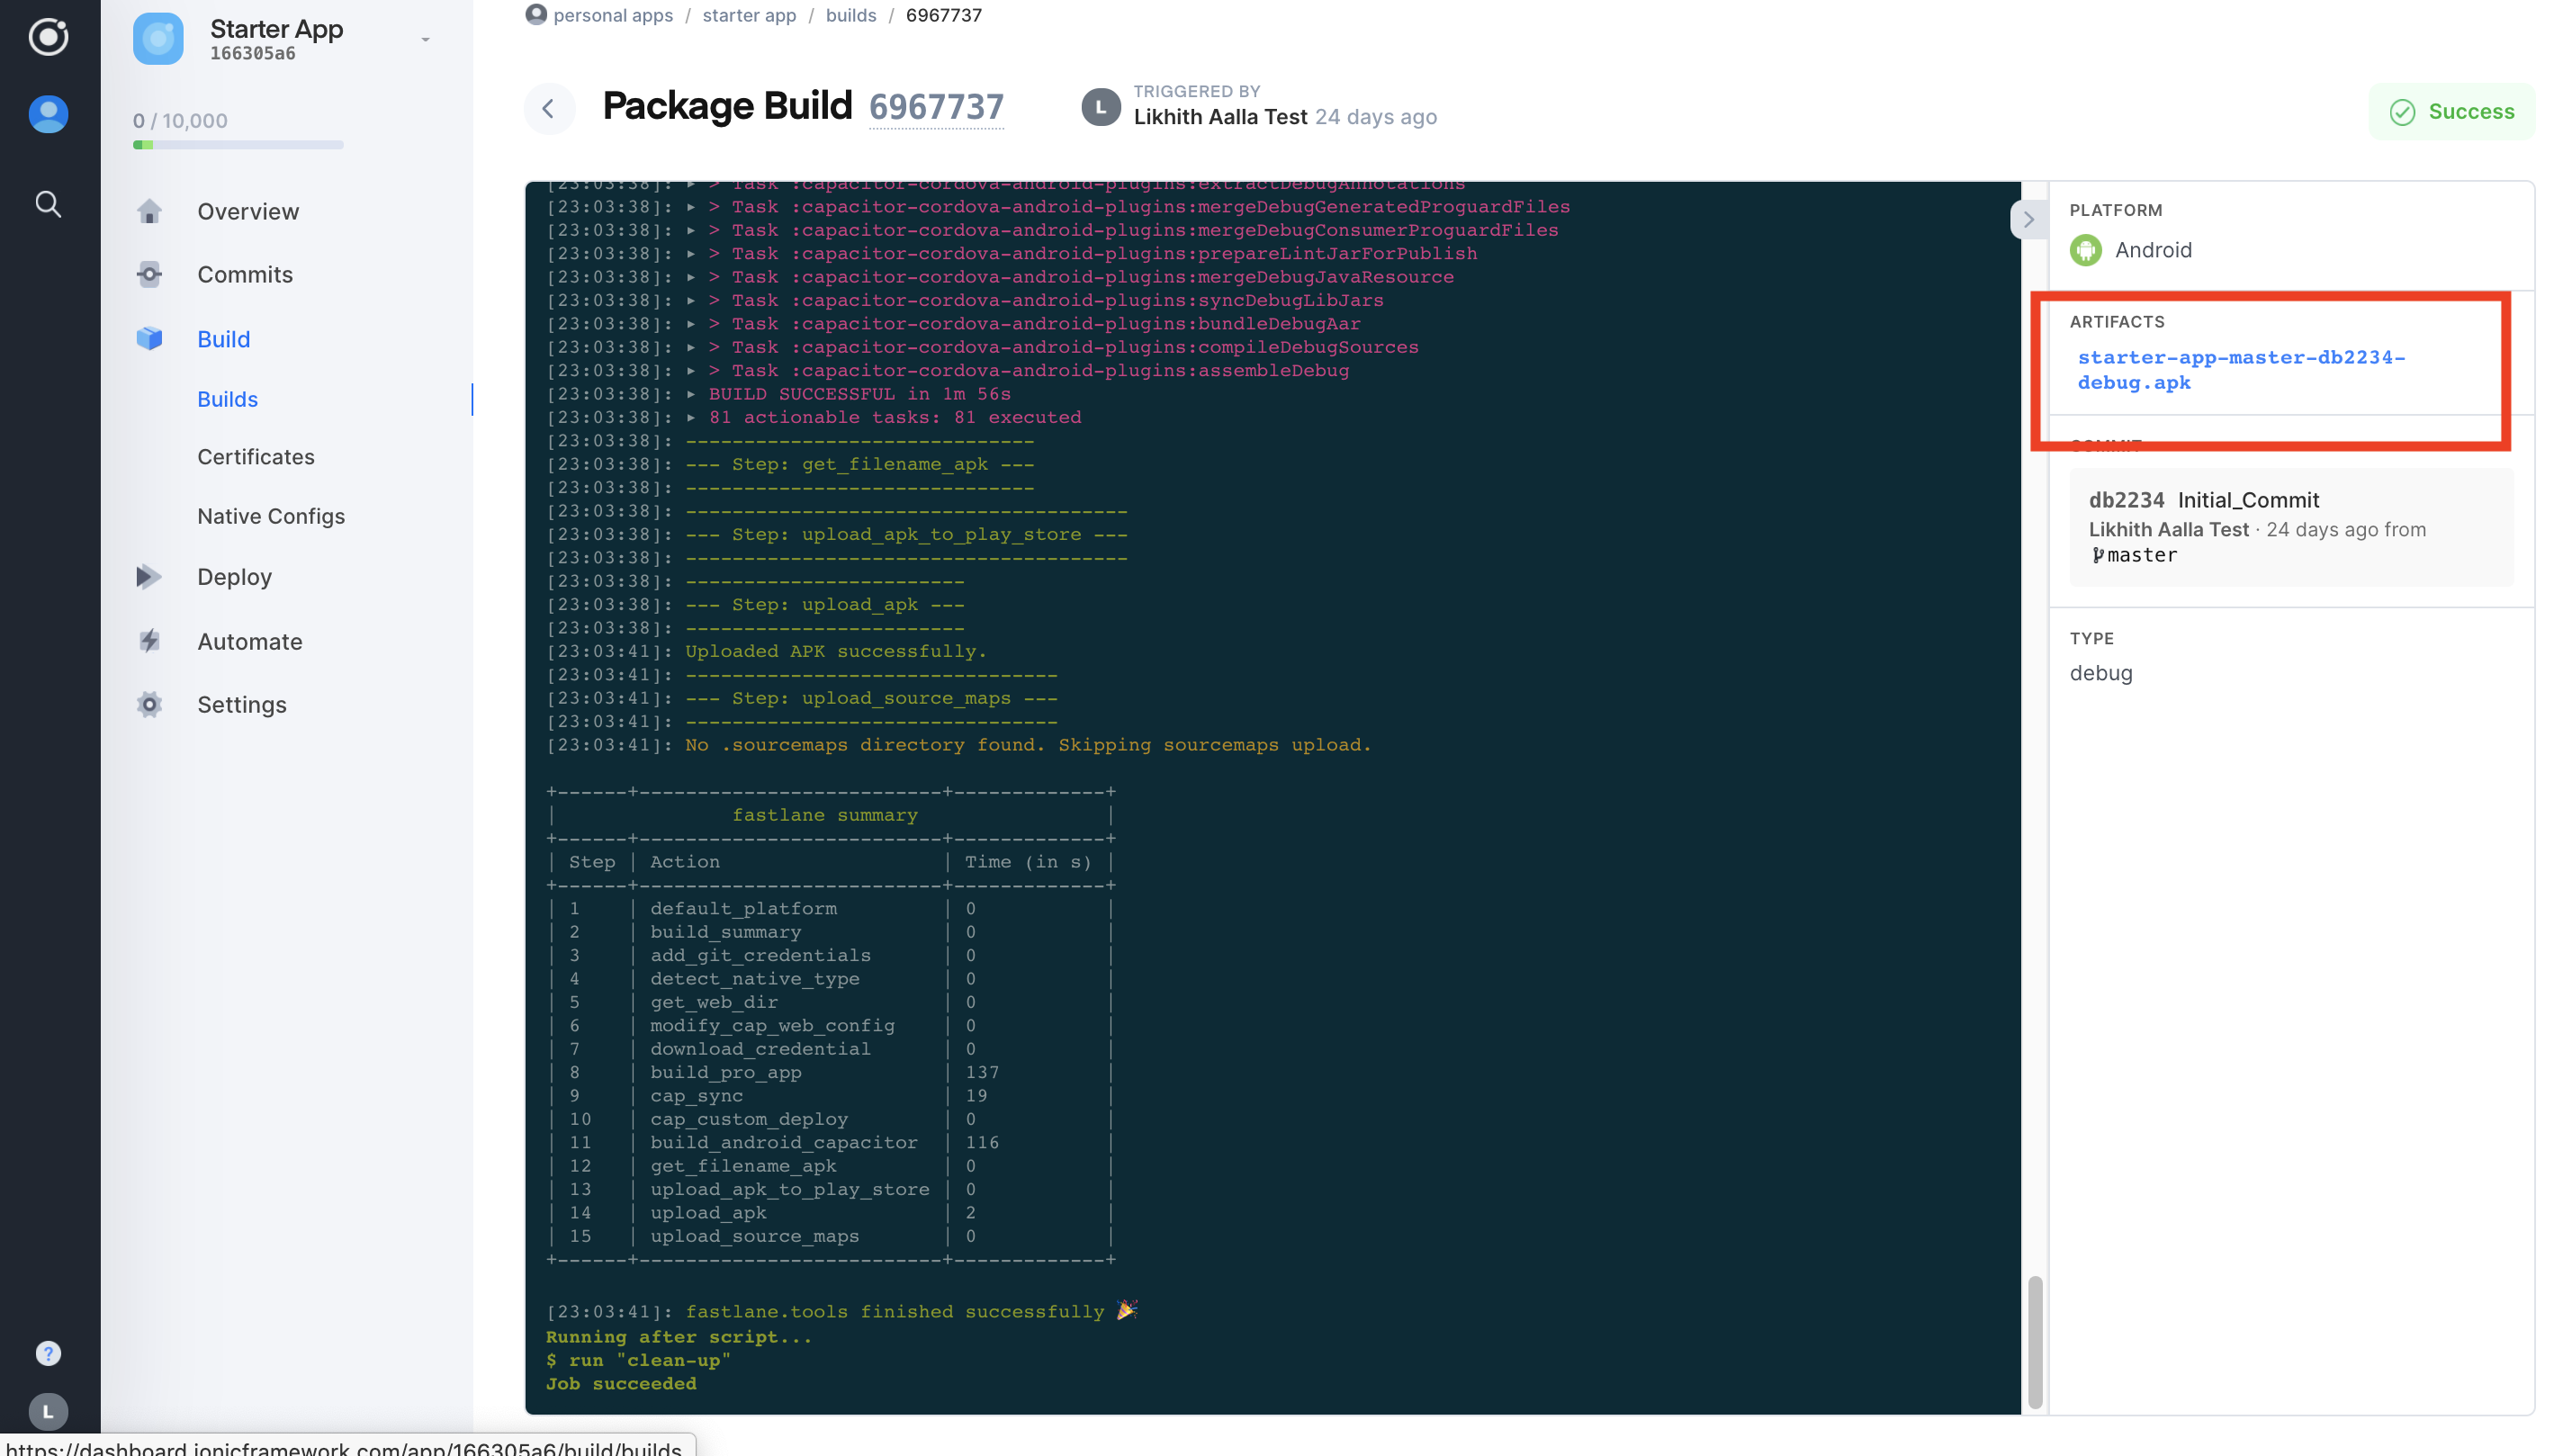 Starter App
166305a6
0 / 10,000
Overview
Commits
Build
Builds
Certificates
Native Configs
Deploy
Automate
Settings
?
L
personal apps / starter app / builds / 6967737
Package Build 6967737
L
TRIGGERED BY
Likhith Aalla Test 24 days ago
Success
[23:03:38]: ▸ > Task :capacitor-cordova-android-plugins:extractDebugAnnotations
[23:03:38]: ▸ > Task :capacitor-cordova-android-plugins:mergeDebugGeneratedProguardFiles
[23:03:38]: ▸ > Task :capacitor-cordova-android-plugins:mergeDebugConsumerProguardFiles
[23:03:38]: ▸ > Task :capacitor-cordova-android-plugins:prepareLintJarForPublish
[23:03:38]: ▸ > Task :capacitor-cordova-android-plugins:mergeDebugJavaResource
[23:03:38]: ▸ > Task :capacitor-cordova-android-plugins:syncDebugLibJars
[23:03:38]: ▸ > Task :capacitor-cordova-android-plugins:bundleDebugAar
[23:03:38]: ▸ > Task :capacitor-cordova-android-plugins:compileDebugSources
[23:03:38]: ▸ > Task :capacitor-cordova-android-plugins:assembleDebug
[23:03:38]: ▸ BUILD SUCCESSFUL in 1m 56s
[23:03:38]: ▸ 81 actionable tasks: 81 executed
[23:03:38]: ------------------------------
[23:03:38]: --- Step: get_filename_apk ---
[23:03:38]: ------------------------------
[23:03:38]: --------------------------------------
[23:03:38]: --- Step: upload_apk_to_play_store ---
[23:03:38]: --------------------------------------
[23:03:38]: ------------------------
[23:03:38]: --- Step: upload_apk ---
[23:03:38]: ------------------------
[23:03:41]: Uploaded APK successfully.
[23:03:41]: --------------------------------
[23:03:41]: --- Step: upload_source_maps ---
[23:03:41]: --------------------------------
[23:03:41]: No .sourcemaps directory found. Skipping sourcemaps upload.
+------+--------------------------+-------------+
| fastlane summary |
+------+--------------------------+-------------+
| Step | Action | Time (in s) |
+------+--------------------------+-------------+
| 1 | default_platform | 0 |
| 2 | build_summary | 0 |
| 3 | add_git_credentials | 0 |
| 4 | detect_native_type | 0 |
| 5 | get_web_dir | 0 |
| 6 | modify_cap_web_config | 0 |
| 7 | download_credential | 0 |
| 8 | build_pro_app | 137 |
| 9 | cap_sync | 19 |
| 10 | cap_custom_deploy | 0 |
| 11 | build_android_capacitor | 116 |
| 12 | get_filename_apk | 0 |
| 13 | upload_apk_to_play_store | 0 |
| 14 | upload_apk | 2 |
| 15 | upload_source_maps | 0 |
+------+--------------------------+-------------+
[23:03:41]: fastlane.tools finished successfully 🎉
Running after script...
$ run "clean-up"
Job succeeded
PLATFORM
Android
ARTIFACTS
starter-app-master-db2234-
debug.apk
COMMIT
db2234 Initial_Commit
Likhith Aalla Test · 24 days ago from
master
TYPE
debug
https://dashboard.ionicframework.com/app/166305a6/build/builds